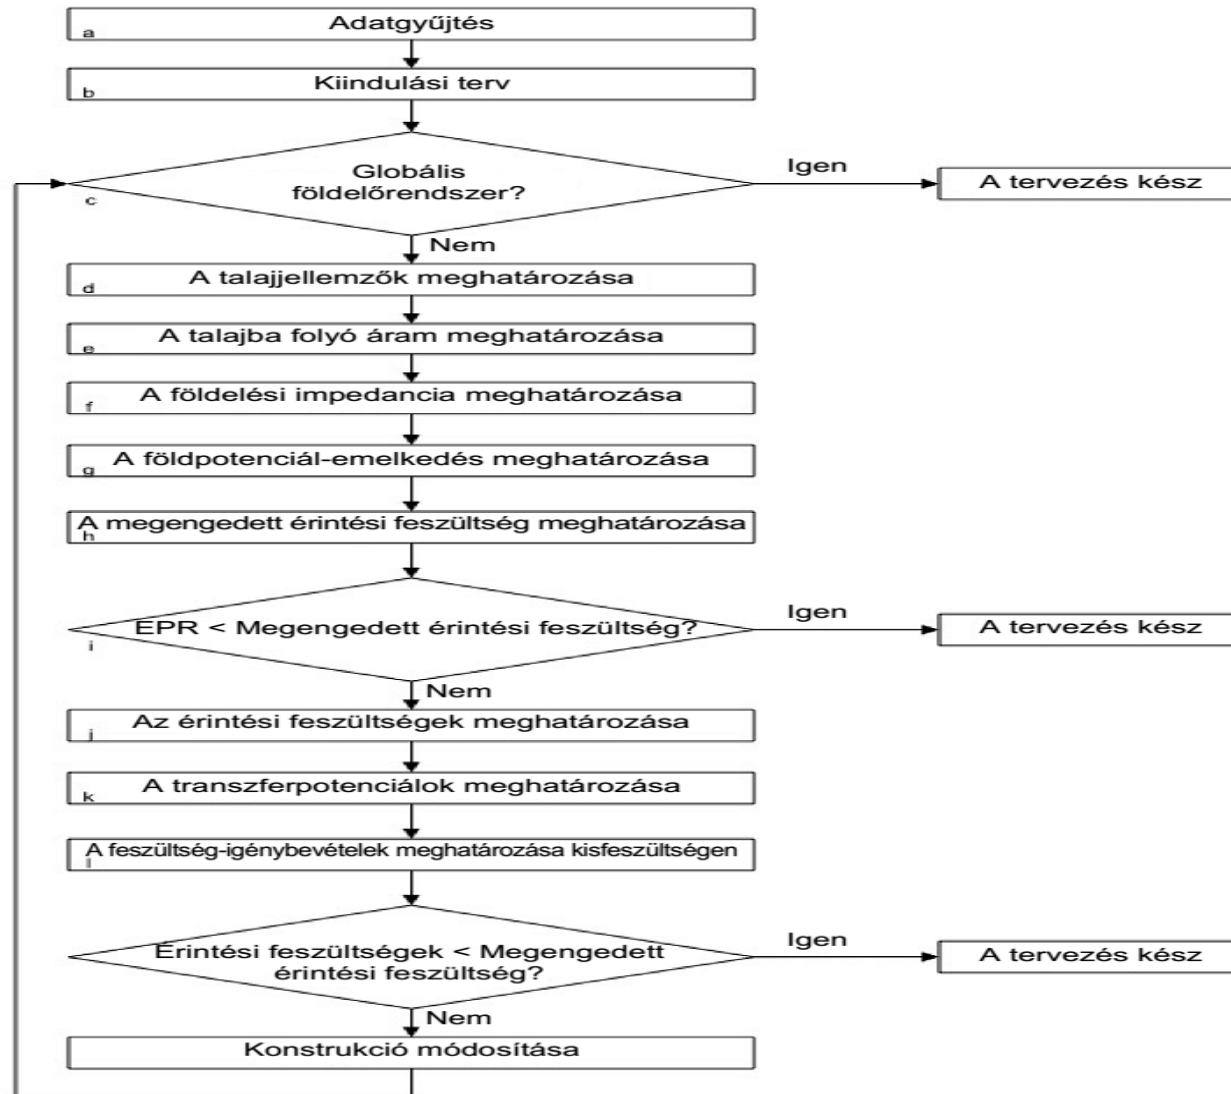 Adatgyűjtés
a
Kiindulási terv
b
Globális
földelőrendszer?
c
Igen
A tervezés kész
Nem
A talajjellemzők meghatározása
d
A talajba folyó áram meghatározása
e
A földelési impedancia meghatározása
f
A földpotenciál-emelkedés meghatározása
g
A megengedett érintési feszültség meghatározása
h
EPR < Megengedett érintési feszültség?
i
Igen
A tervezés kész
Nem
Az érintési feszültségek meghatározása
j
A transzferpotenciálok meghatározása
k
A feszültség-igénybevételek meghatározása kisfeszültségen
l
Érintési feszültségek < Megengedett
érintési feszültség?
Igen
A tervezés kész
Nem
Konstrukció módosítása